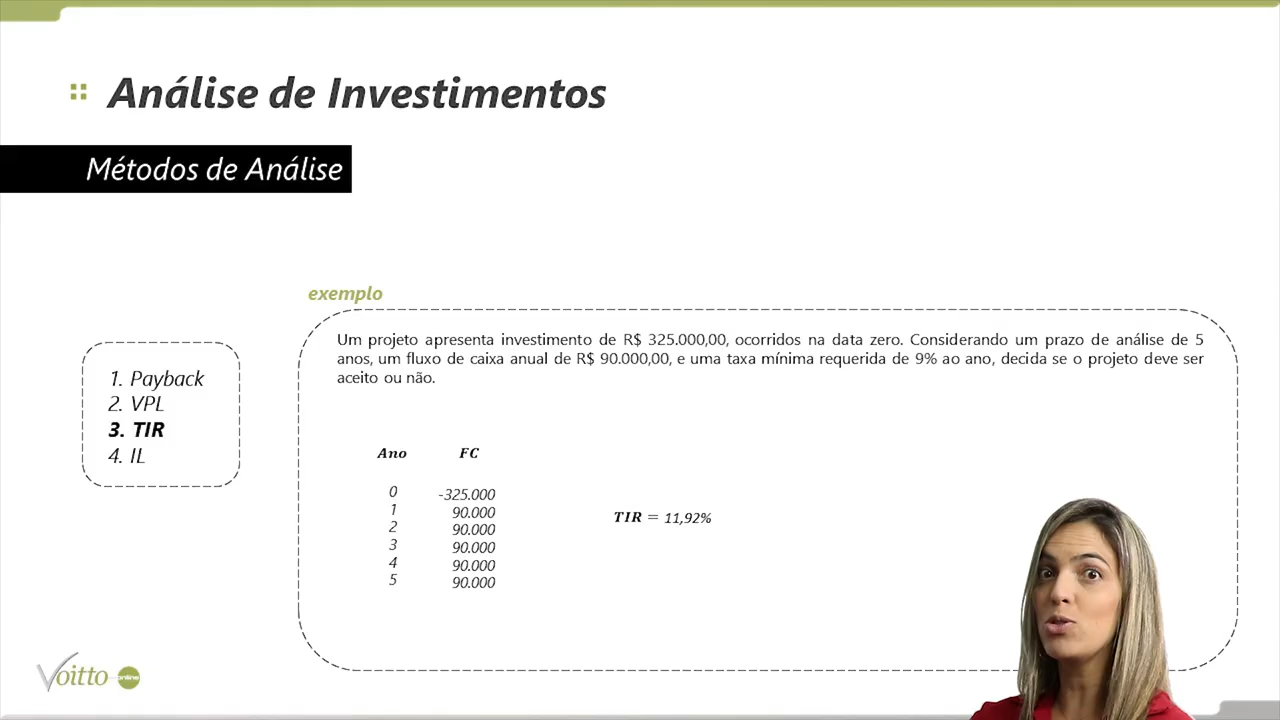 Análise de Investimentos
Métodos de Análise
exemplo
Um projeto apresenta investimento de R$ 325.000,00, ocorridos na data zero. Considerando um prazo de análise de 5
anos, um fluxo de caixa anual de R$ 90.000,00, e uma taxa mínima requerida de 9% ao ano, decida se o projeto deve ser
aceito ou não.
1. Payback
2. VPL
3. TIR
4. IL
Ano FC
0 -325.000
1 90.000
2 90.000
3 90.000
4 90.000
5 90.000
TIR = 11,92%
Voitto online